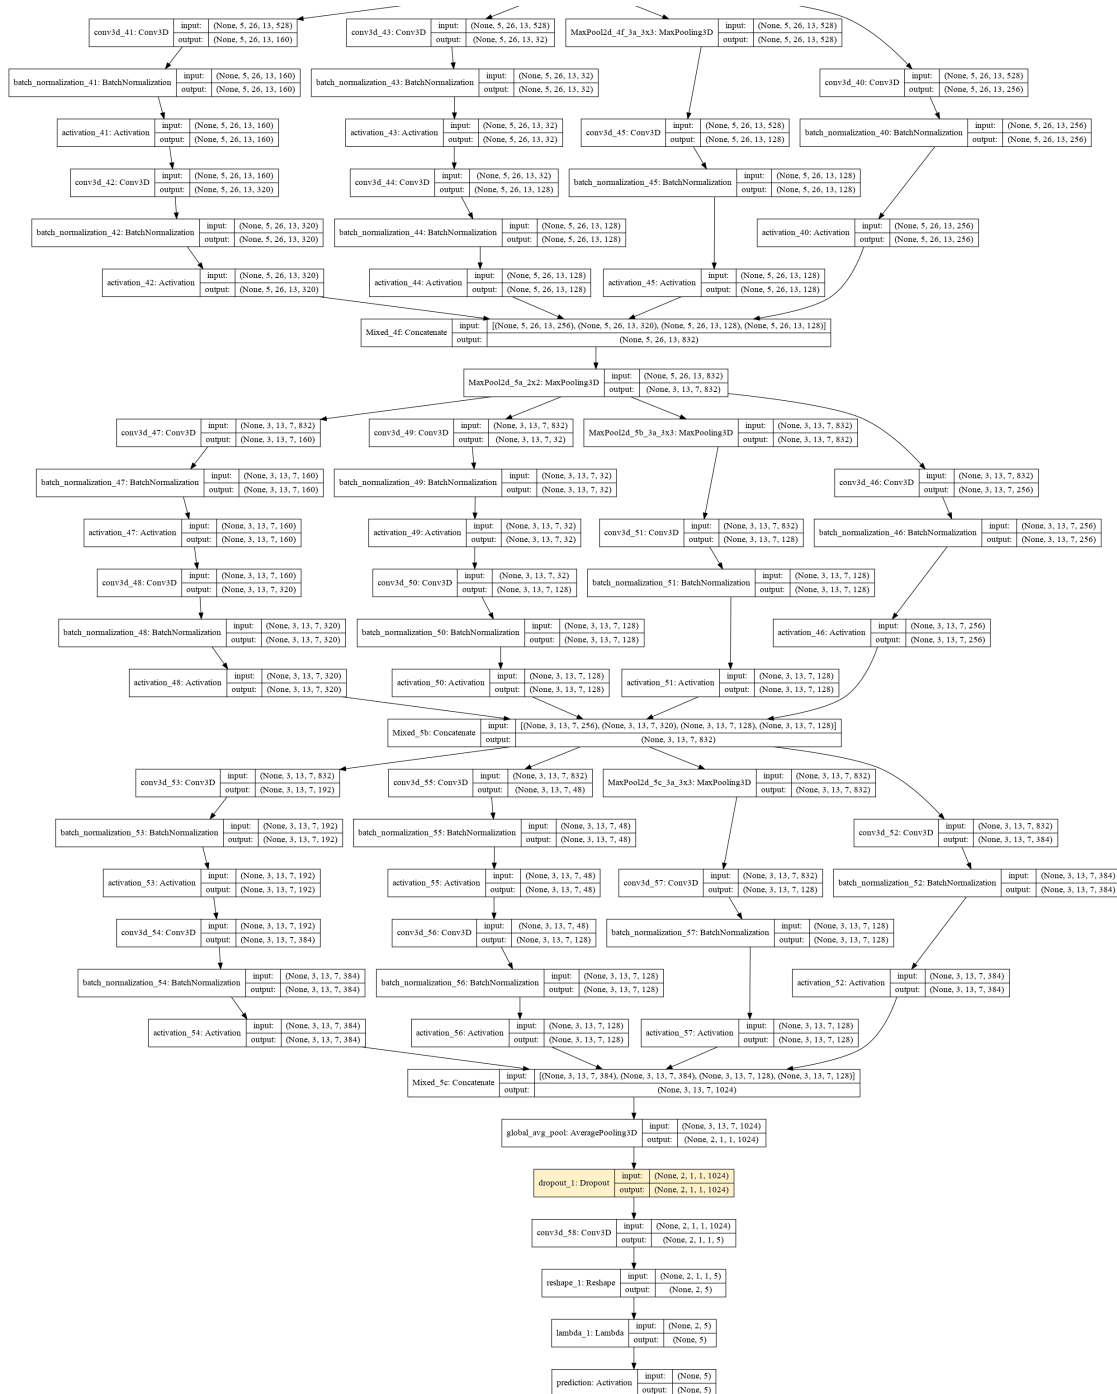 conv3d_41: Conv3D input: (None, 5, 26, 13, 528) output: (None, 5, 26, 13, 160)
conv3d_43: Conv3D input: (None, 5, 26, 13, 528) output: (None, 5, 26, 13, 32)
MaxPool2d_4f_3a_3x3: MaxPooling3D input: (None, 5, 26, 13, 528) output: (None, 5, 26, 13, 528)
conv3d_40: Conv3D input: (None, 5, 26, 13, 528) output: (None, 5, 26, 13, 256)
batch_normalization_41: BatchNormalization input: (None, 5, 26, 13, 160) output: (None, 5, 26, 13, 160)
batch_normalization_43: BatchNormalization input: (None, 5, 26, 13, 32) output: (None, 5, 26, 13, 32)
activation_41: Activation input: (None, 5, 26, 13, 160) output: (None, 5, 26, 13, 160)
activation_43: Activation input: (None, 5, 26, 13, 32) output: (None, 5, 26, 13, 32)
conv3d_45: Conv3D input: (None, 5, 26, 13, 528) output: (None, 5, 26, 13, 128)
batch_normalization_40: BatchNormalization input: (None, 5, 26, 13, 256) output: (None, 5, 26, 13, 256)
conv3d_42: Conv3D input: (None, 5, 26, 13, 160) output: (None, 5, 26, 13, 320)
conv3d_44: Conv3D input: (None, 5, 26, 13, 32) output: (None, 5, 26, 13, 128)
batch_normalization_45: BatchNormalization input: (None, 5, 26, 13, 128) output: (None, 5, 26, 13, 128)
batch_normalization_42: BatchNormalization input: (None, 5, 26, 13, 320) output: (None, 5, 26, 13, 320)
batch_normalization_44: BatchNormalization input: (None, 5, 26, 13, 128) output: (None, 5, 26, 13, 128)
activation_40: Activation input: (None, 5, 26, 13, 256) output: (None, 5, 26, 13, 256)
activation_42: Activation input: (None, 5, 26, 13, 320) output: (None, 5, 26, 13, 320)
activation_44: Activation input: (None, 5, 26, 13, 128) output: (None, 5, 26, 13, 128)
activation_45: Activation input: (None, 5, 26, 13, 128) output: (None, 5, 26, 13, 128)
Mixed_4f: Concatenate input: [(None, 5, 26, 13, 256), (None, 5, 26, 13, 320), (None, 5, 26, 13, 128), (None, 5, 26, 13, 128)] output: (None, 5, 26, 13, 832)
MaxPool2d_5a_2x2: MaxPooling3D input: (None, 5, 26, 13, 832) output: (None, 3, 13, 7, 832)
conv3d_47: Conv3D input: (None, 3, 13, 7, 832) output: (None, 3, 13, 7, 160)
conv3d_49: Conv3D input: (None, 3, 13, 7, 832) output: (None, 3, 13, 7, 32)
MaxPool2d_5b_3a_3x3: MaxPooling3D input: (None, 3, 13, 7, 832) output: (None, 3, 13, 7, 832)
batch_normalization_47: BatchNormalization input: (None, 3, 13, 7, 160) output: (None, 3, 13, 7, 160)
batch_normalization_49: BatchNormalization input: (None, 3, 13, 7, 32) output: (None, 3, 13, 7, 32)
conv3d_46: Conv3D input: (None, 3, 13, 7, 832) output: (None, 3, 13, 7, 256)
activation_47: Activation input: (None, 3, 13, 7, 160) output: (None, 3, 13, 7, 160)
activation_49: Activation input: (None, 3, 13, 7, 32) output: (None, 3, 13, 7, 32)
conv3d_51: Conv3D input: (None, 3, 13, 7, 832) output: (None, 3, 13, 7, 128)
batch_normalization_46: BatchNormalization input: (None, 3, 13, 7, 256) output: (None, 3, 13, 7, 256)
conv3d_48: Conv3D input: (None, 3, 13, 7, 160) output: (None, 3, 13, 7, 320)
conv3d_50: Conv3D input: (None, 3, 13, 7, 32) output: (None, 3, 13, 7, 128)
batch_normalization_51: BatchNormalization input: (None, 3, 13, 7, 128) output: (None, 3, 13, 7, 128)
batch_normalization_48: BatchNormalization input: (None, 3, 13, 7, 320) output: (None, 3, 13, 7, 320)
batch_normalization_50: BatchNormalization input: (None, 3, 13, 7, 128) output: (None, 3, 13, 7, 128)
activation_46: Activation input: (None, 3, 13, 7, 256) output: (None, 3, 13, 7, 256)
activation_48: Activation input: (None, 3, 13, 7, 320) output: (None, 3, 13, 7, 320)
activation_50: Activation input: (None, 3, 13, 7, 128) output: (None, 3, 13, 7, 128)
activation_51: Activation input: (None, 3, 13, 7, 128) output: (None, 3, 13, 7, 128)
Mixed_5b: Concatenate input: [(None, 3, 13, 7, 256), (None, 3, 13, 7, 320), (None, 3, 13, 7, 128), (None, 3, 13, 7, 128)] output: (None, 3, 13, 7, 832)
conv3d_53: Conv3D input: (None, 3, 13, 7, 832) output: (None, 3, 13, 7, 192)
conv3d_55: Conv3D input: (None, 3, 13, 7, 832) output: (None, 3, 13, 7, 48)
MaxPool2d_5c_3a_3x3: MaxPooling3D input: (None, 3, 13, 7, 832) output: (None, 3, 13, 7, 832)
batch_normalization_53: BatchNormalization input: (None, 3, 13, 7, 192) output: (None, 3, 13, 7, 192)
batch_normalization_55: BatchNormalization input: (None, 3, 13, 7, 48) output: (None, 3, 13, 7, 48)
conv3d_52: Conv3D input: (None, 3, 13, 7, 832) output: (None, 3, 13, 7, 384)
activation_53: Activation input: (None, 3, 13, 7, 192) output: (None, 3, 13, 7, 192)
activation_55: Activation input: (None, 3, 13, 7, 48) output: (None, 3, 13, 7, 48)
conv3d_57: Conv3D input: (None, 3, 13, 7, 832) output: (None, 3, 13, 7, 128)
batch_normalization_52: BatchNormalization input: (None, 3, 13, 7, 384) output: (None, 3, 13, 7, 384)
conv3d_54: Conv3D input: (None, 3, 13, 7, 192) output: (None, 3, 13, 7, 384)
conv3d_56: Conv3D input: (None, 3, 13, 7, 48) output: (None, 3, 13, 7, 128)
batch_normalization_57: BatchNormalization input: (None, 3, 13, 7, 128) output: (None, 3, 13, 7, 128)
batch_normalization_54: BatchNormalization input: (None, 3, 13, 7, 384) output: (None, 3, 13, 7, 384)
batch_normalization_56: BatchNormalization input: (None, 3, 13, 7, 128) output: (None, 3, 13, 7, 128)
activation_52: Activation input: (None, 3, 13, 7, 384) output: (None, 3, 13, 7, 384)
activation_54: Activation input: (None, 3, 13, 7, 384) output: (None, 3, 13, 7, 384)
activation_56: Activation input: (None, 3, 13, 7, 128) output: (None, 3, 13, 7, 128)
activation_57: Activation input: (None, 3, 13, 7, 128) output: (None, 3, 13, 7, 128)
Mixed_5c: Concatenate input: [(None, 3, 13, 7, 384), (None, 3, 13, 7, 384), (None, 3, 13, 7, 128), (None, 3, 13, 7, 128)] output: (None, 3, 13, 7, 1024)
global_avg_pool: AveragePooling3D input: (None, 3, 13, 7, 1024) output: (None, 2, 1, 1, 1024)
dropout_1: Dropout input: (None, 2, 1, 1, 1024) output: (None, 2, 1, 1, 1024)
conv3d_58: Conv3D input: (None, 2, 1, 1, 1024) output: (None, 2, 1, 1, 5)
reshape_1: Reshape input: (None, 2, 1, 1, 5) output: (None, 2, 5)
lambda_1: Lambda input: (None, 2, 5) output: (None, 5)
prediction: Activation input: (None, 5) output: (None, 5)